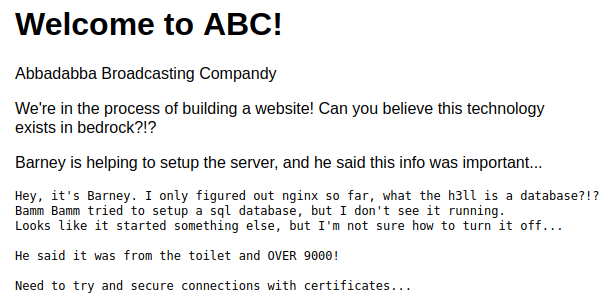 Welcome to ABC!
Abbadabba Broadcasting Compandy
We're in the process of building a website! Can you believe this technology
exists in bedrock?!?
Barney is helping to setup the server, and he said this info was important...
Hey, it's Barney. I only figured out nginx so far, what the h3ll is a database?!?
Bamm Bamm tried to setup a sql database, but I don't see it running.
Looks like it started something else, but I'm not sure how to turn it off...
He said it was from the toilet and OVER 9000!
Need to try and secure connections with certificates...